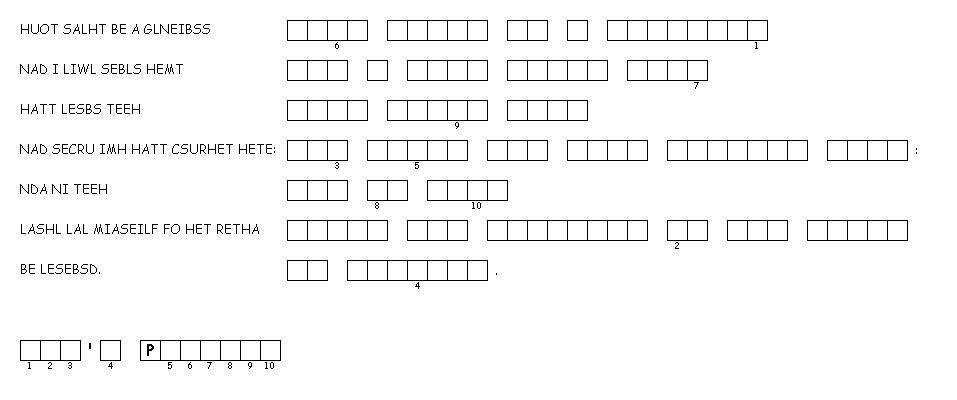 HUOT SALHT BE A GLNEIBSS
6 1
NAD I LIWL SEBLS HEMT
7
HATT LESBS TEEH
9
NAD SECRU IMH HATT CSURHET HETE: :
3 5
NDA NI TEEH
8 10
LASHL LAL MIASEILF FO HET RETHA
2
BE LESEBSD. .
4
' P
1 2 3 4 5 6 7 8 9 10